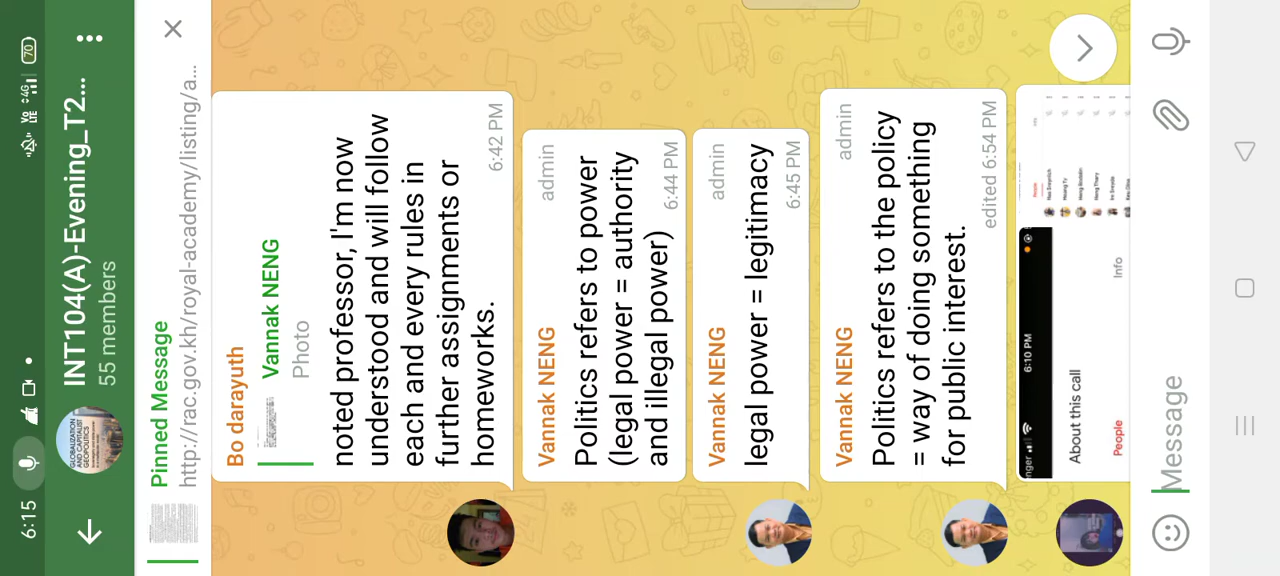 6:15
70
INT104(A)-Evening_T2...
55 members
Pinned Message
http://rac.gov.kh/royal-academy/listing/a...
Bo darayuth
Vannak NENG
Photo
noted professor, I'm now
understood and will follow
each and every rules in
further assignments or
homeworks.
6:42 PM
Vannak NENG
admin
Politics refers to power
(legal power = authority
and illegal power)
6:44 PM
Vannak NENG
admin
legal power = legitimacy
6:45 PM
Vannak NENG
admin
Politics refers to the policy
= way of doing something
for public interest.
edited 6:54 PM
6:10 PM
About this call
People
Info
Message